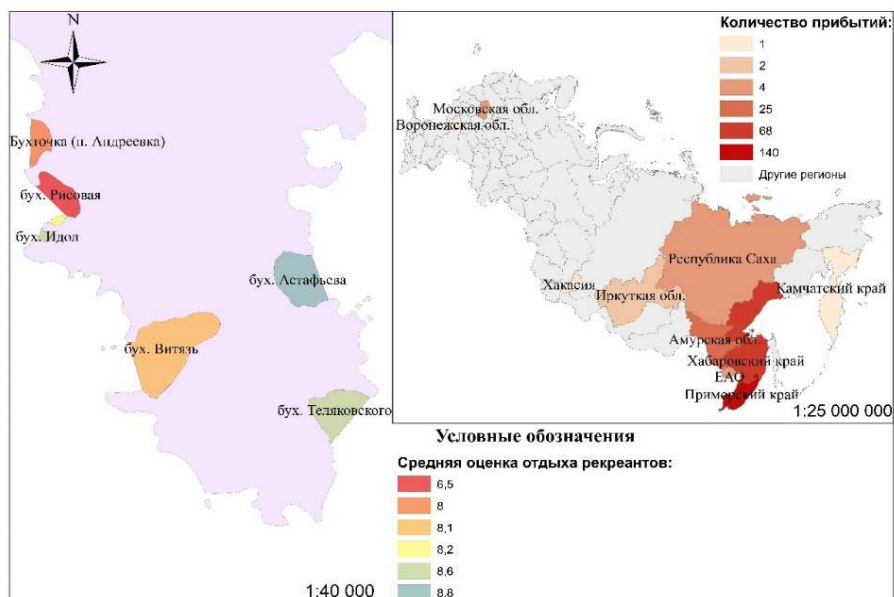 N
Бухточка (п. Андреевка)
бух. Рисовая
бух. Идол
бух. Астафьева
бух. Витязь
бух. Теляковского
1:40 000
Количество прибытий:
1
2
4
25
68
140
Другие регионы
Московская обл.
Воронежская обл.
Республика Саха
Камчатский край
Хакасия
Иркуткая обл.
Амурская обл.
Хабаровский край
ЕАО
Приморский край
1:25 000 000
Условные обозначения
Средняя оценка отдыха рекреантов:
6,5
8
8,1
8,2
8,6
8,8